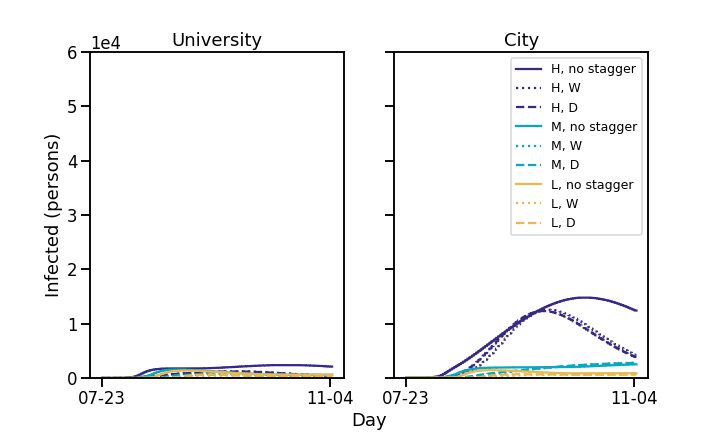 University
City
1e4
6
5
4
3
2
1
0
Infected (persons)
H, no stagger
H, W
H, D
M, no stagger
M, W
M, D
L, no stagger
L, W
L, D
07-23
11-04
07-23
11-04
Day